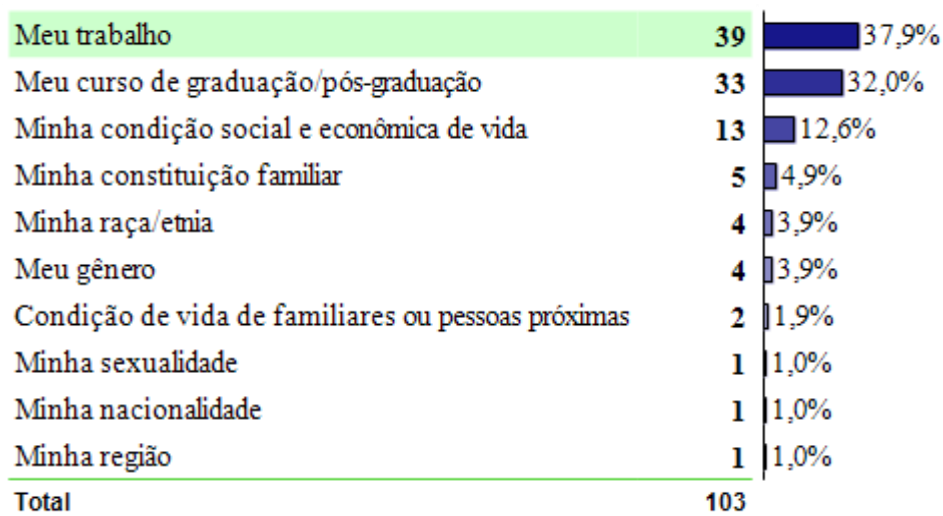 Meu trabalho 39 37,9%
Meu curso de graduação/pós-graduação 33 32,0%
Minha condição social e econômica de vida 13 12,6%
Minha constituição familiar 5 4,9%
Minha raça/etnia 4 3,9%
Meu gênero 4 3,9%
Condição de vida de familiares ou pessoas próximas 2 1,9%
Minha sexualidade 1 1,0%
Minha nacionalidade 1 1,0%
Minha região 1 1,0%
Total 103